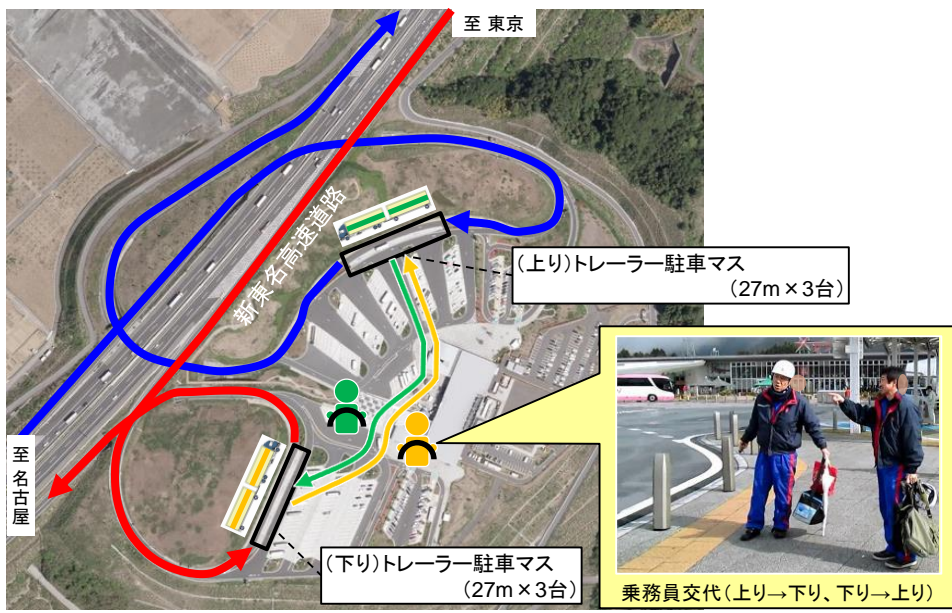 至 東京
新東名高速道路
(上り)トレーラー駐車マス
(27m×3台)
至 名古屋
(下り)トレーラー駐車マス
(27m×3台)
乗務員交代(上り→下り、下り→上り)